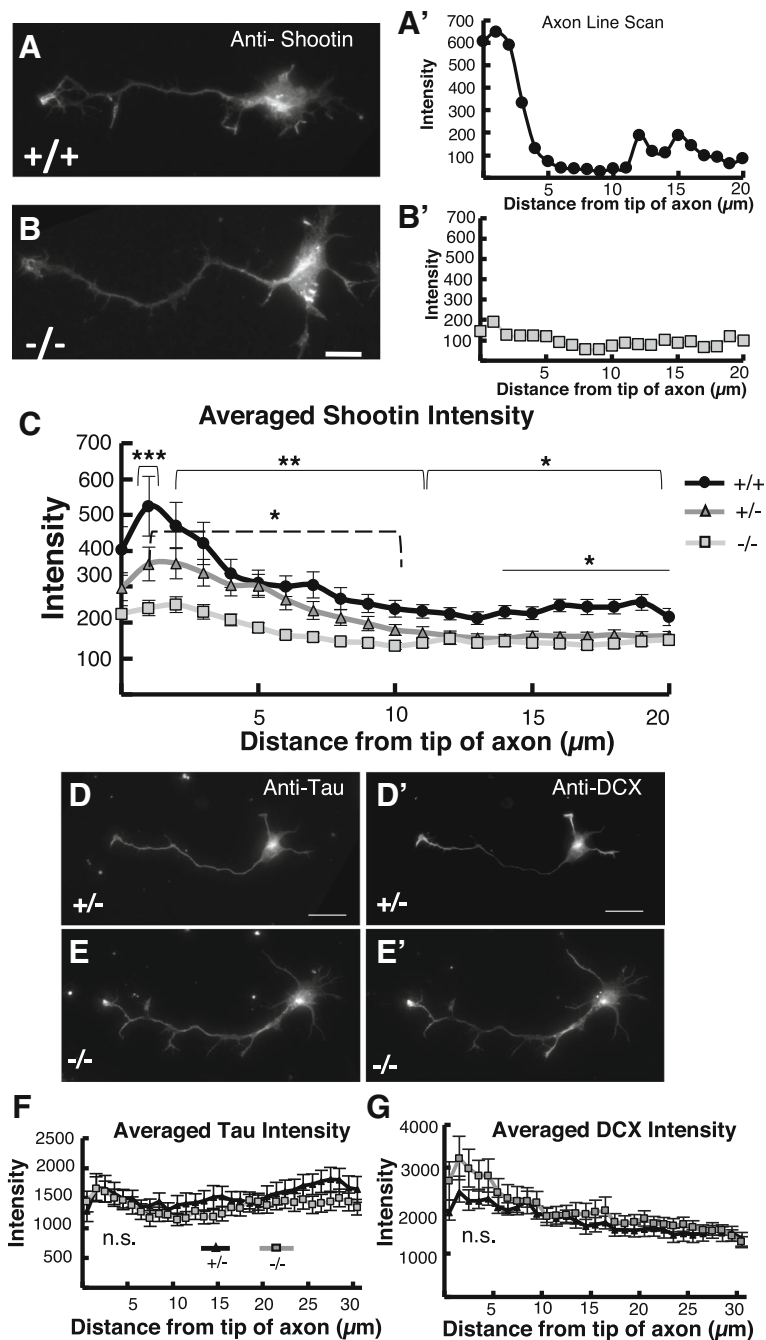 A
Anti- Shootin
+/+
A'
Axon Line Scan
Intensity
700
600
500
400
300
200
100
5
10
15
20
Distance from tip of axon (µm)
B
-/-
B'
Intensity
700
600
500
400
300
200
100
5
10
15
20
Distance from tip of axon (µm)
C
Averaged Shootin Intensity
Intensity
700
600
500
400
300
200
100
***
**
*
*
*
+/+
+/-
-/-
5
10
15
20
Distance from tip of axon (µm)
D
Anti-Tau
+/-
D'
Anti-DCX
+/-
E
-/-
E'
-/-
F
Averaged Tau Intensity
Intensity
2500
2000
1500
1000
500
n.s.
+/-
-/-
5
10
15
20
25
30
Distance from tip of axon (µm)
G
Averaged DCX Intensity
Intensity
4000
3000
2000
1000
n.s.
5
10
15
20
25
30
Distance from tip of axon (µm)